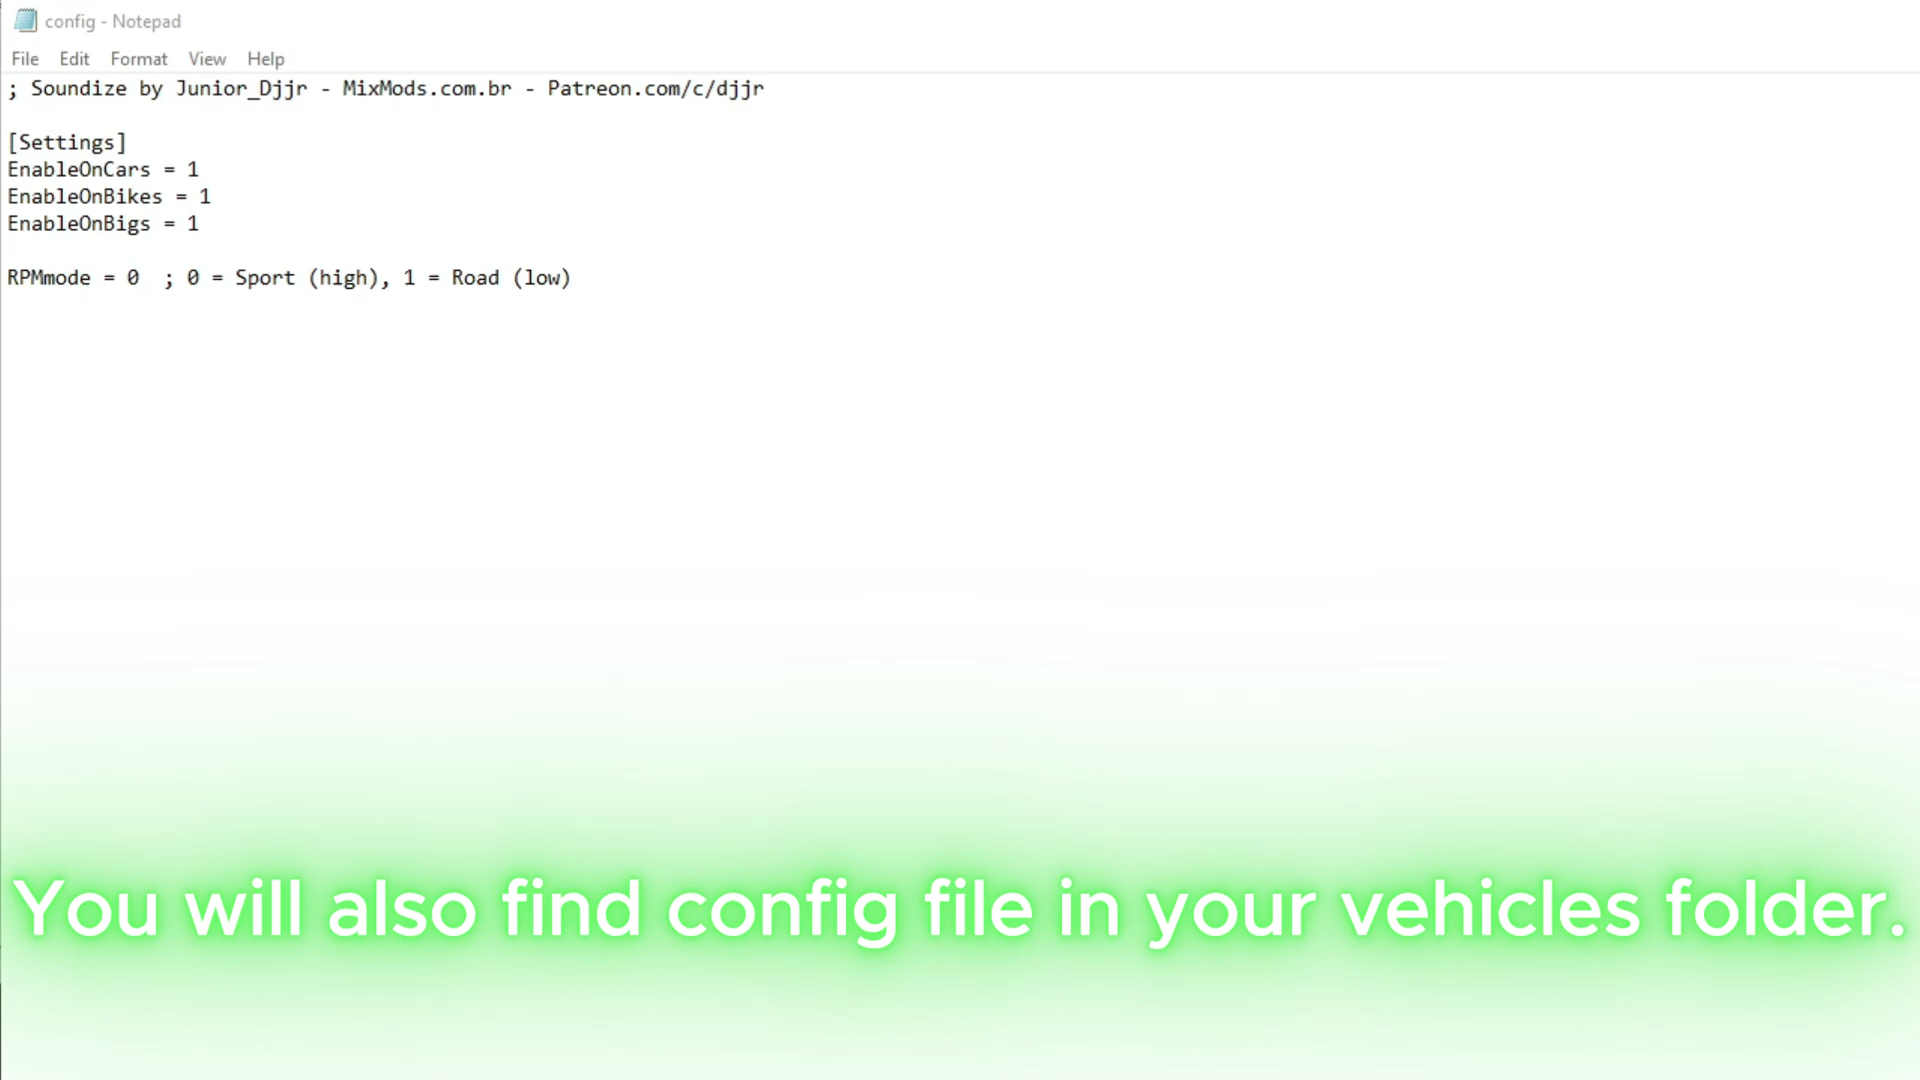 config - Notepad
File Edit Format View Help
; Soundize by Junior_Djjr - MixMods.com.br - Patreon.com/c/djjr
[Settings]
EnableOnCars = 1
EnableOnBikes = 1
EnableOnBigs = 1
RPMmode = 0  ; 0 = Sport (high), 1 = Road (low)
You will also find config file in your vehicles folder.